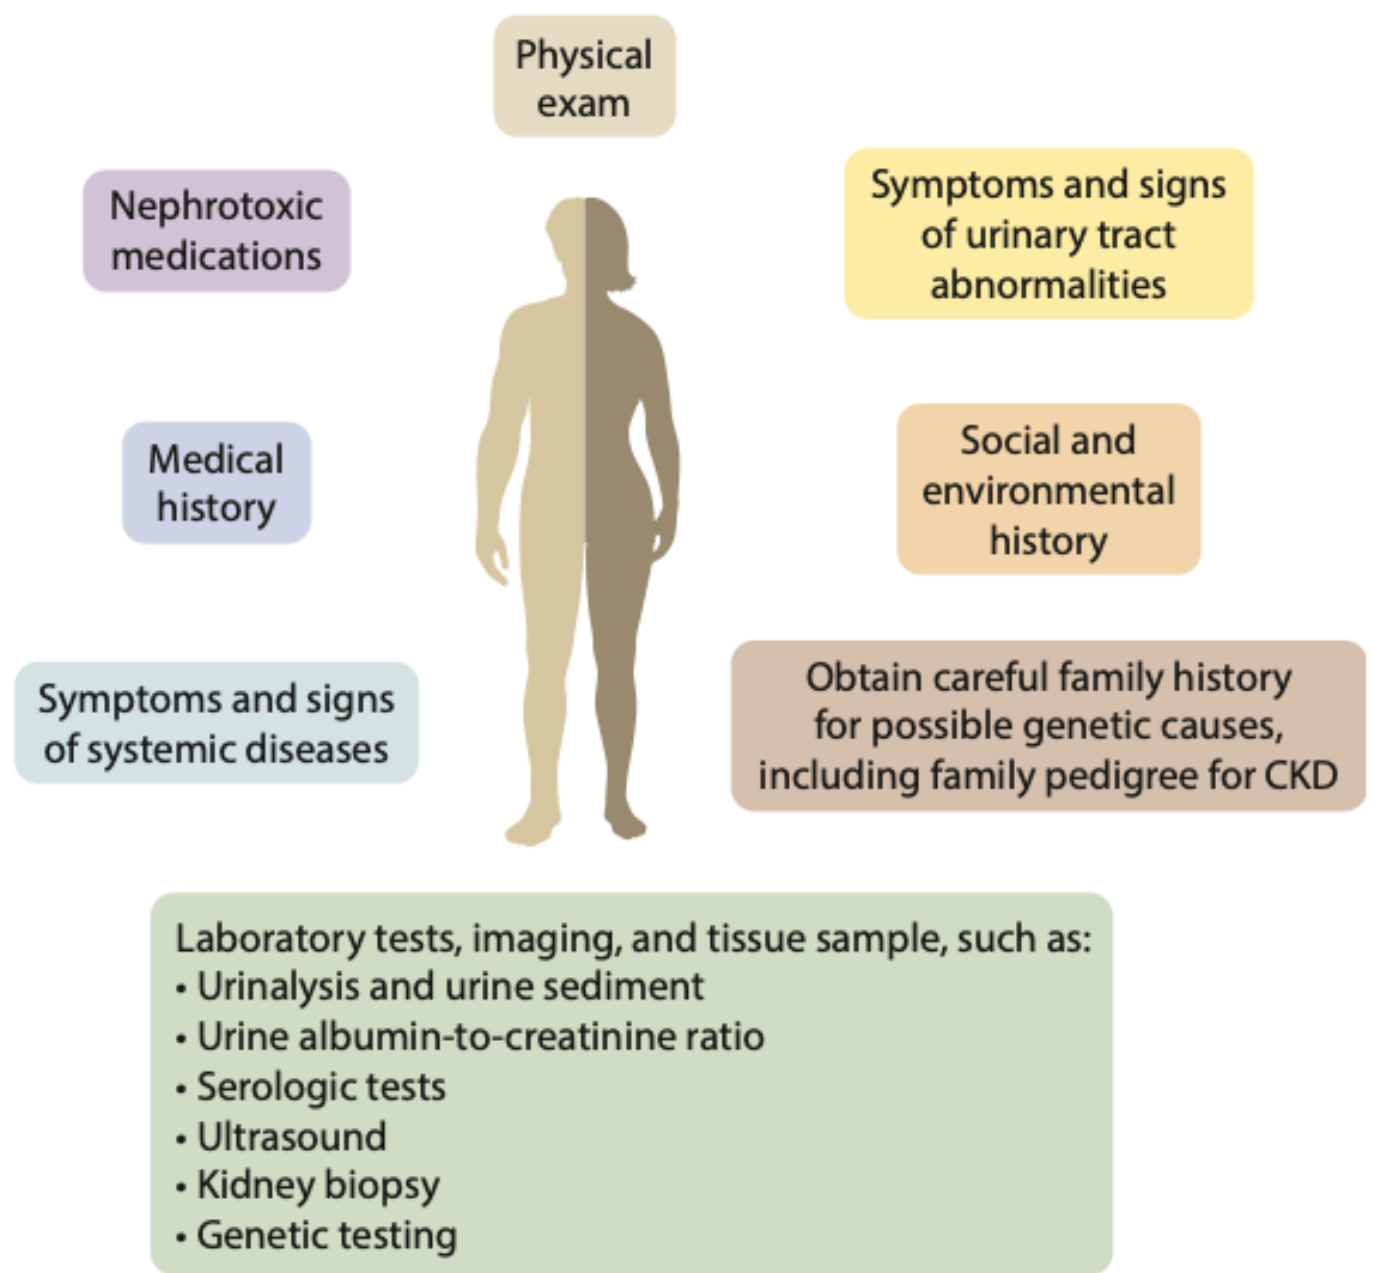 Physical
exam
Nephrotoxic
medications
Symptoms and signs
of urinary tract
abnormalities
Medical
history
Social and
environmental
history
Symptoms and signs
of systemic diseases
Obtain careful family history
for possible genetic causes,
including family pedigree for CKD
Laboratory tests, imaging, and tissue sample, such as:
• Urinalysis and urine sediment
• Urine albumin-to-creatinine ratio
• Serologic tests
• Ultrasound
• Kidney biopsy
• Genetic testing